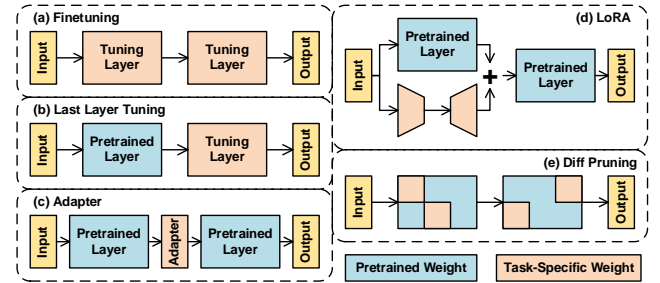 (a) Finetuning
Input
Tuning
Layer
Tuning
Layer
Output
(b) Last Layer Tuning
Input
Pretrained
Layer
Tuning
Layer
Output
(c) Adapter
Input
Pretrained
Layer
Adapter
Pretrained
Layer
Output
(d) LoRA
Input
Pretrained
Layer
+
Pretrained
Layer
Output
(e) Diff Pruning
Input
Output
Pretrained Weight
Task-Specific Weight